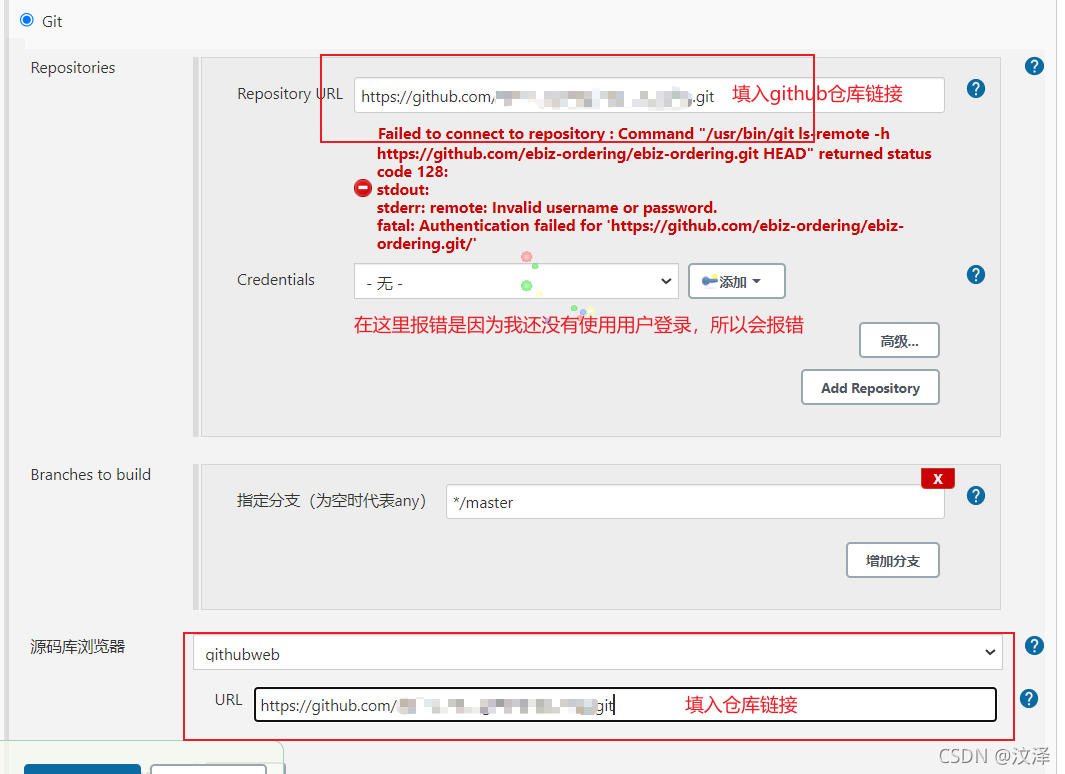 Git
Repositories
Repository URL
https://github.com/ .git
填入github仓库链接
Failed to connect to repository : Command "/usr/bin/git ls-remote -h
https://github.com/ebiz-ordering/ebiz-ordering.git HEAD" returned status
code 128:
stdout:
stderr: remote: Invalid username or password.
fatal: Authentication failed for 'https://github.com/ebiz-ordering/ebiz-
ordering.git/'
Credentials
- 无 -
添加
在这里报错是因为我还没有使用用户登录，所以会报错
高级...
Add Repository
Branches to build
X
指定分支（为空时代表any）
*/master
增加分支
源码库浏览器
githubweb
URL
https://github.com/ git
填入仓库链接
CSDN @汶泽